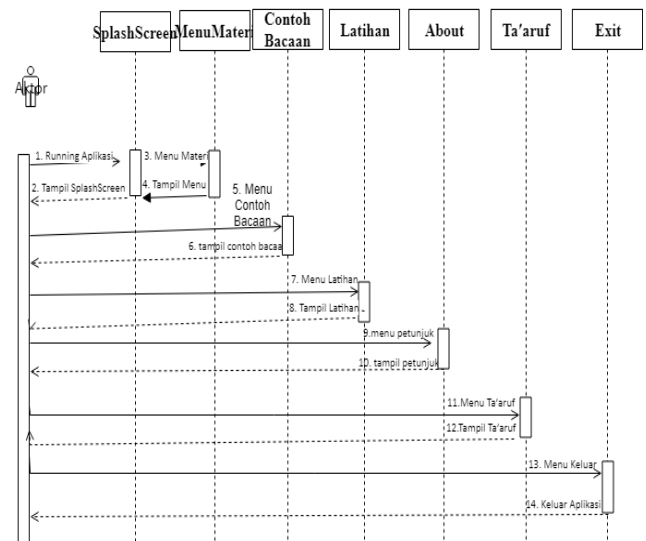 SplashScreen
MenuMateri
Contoh
Bacaan
Latihan
About
Ta'aruf
Exit
Aktor
1. Running Aplikasi
3. Menu Materi
2. Tampil SplashScreen
4. Tampil Menu
5. Menu
Contoh
Bacaan
6. tampil contoh bacaa
7. Menu Latihan
8. Tampil Latihan
9.menu petunjuk
10. tampil petunjuk
11.Menu Ta'aruf
12.Tampil Ta'aruf
13. Menu Keluar
14. Keluar Aplikasi